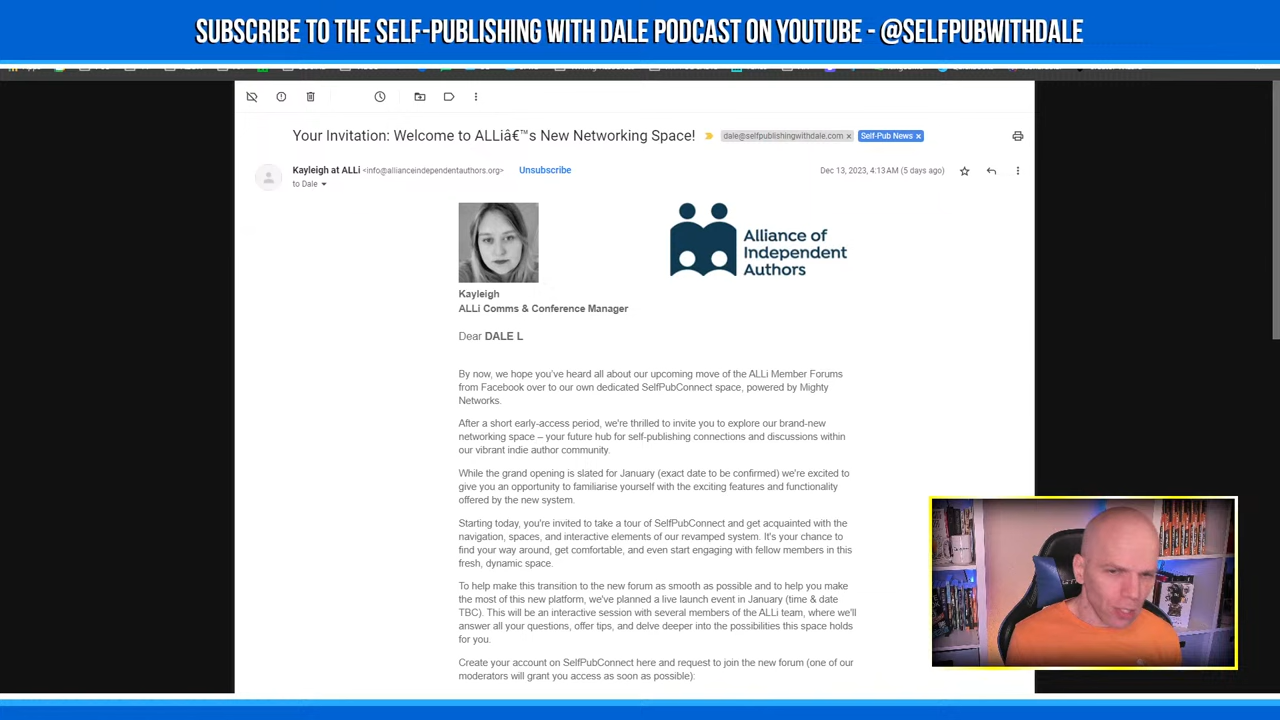 SUBSCRIBE TO THE SELF-PUBLISHING WITH DALE PODCAST ON YOUTUBE - @SELFPUBWITHDALE
Your Invitation: Welcome to ALLiâ€™s New Networking Space!
dale@selfpublishingwithdale.com ×
Self-Pub News ×
Kayleigh at ALLi <info@allianceindependentauthors.org>
Unsubscribe
Dec 13, 2023, 4:13 AM (5 days ago)
to Dale
Alliance of
Independent
Authors
Kayleigh
ALLi Comms & Conference Manager
Dear DALE L
By now, we hope you've heard all about our upcoming move of the ALLi Member Forums
from Facebook over to our own dedicated SelfPubConnect space, powered by Mighty
Networks.
After a short early-access period, we're thrilled to invite you to explore our brand-new
networking space – your future hub for self-publishing connections and discussions within
our vibrant indie author community.
While the grand opening is slated for January (exact date to be confirmed) we're excited to
give you an opportunity to familiarise yourself with the exciting features and functionality
offered by the new system.
Starting today, you're invited to take a tour of SelfPubConnect and get acquainted with the
navigation, spaces, and interactive elements of our revamped system. It's your chance to
find your way around, get comfortable, and even start engaging with fellow members in this
fresh, dynamic space.
To help make this transition to the new forum as smooth as possible and to help you make
the most of this new platform, we've planned a live launch event in January (time & date
TBC). This will be an interactive session with several members of the ALLi team, where we'll
answer all your questions, offer tips, and delve deeper into the possibilities this space holds
for you.
Create your account on SelfPubConnect here and request to join the new forum (one of our
moderators will grant you access as soon as possible):